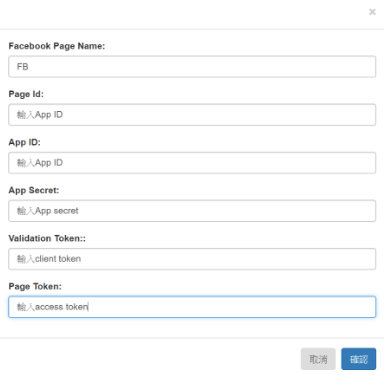 ×
Facebook Page Name:
FB
Page Id:
輸入App ID
App ID:
輸入App ID
App Secret:
輸入App secret
Validation Token::
輸入client token
Page Token:
輸入access token
取消 確認